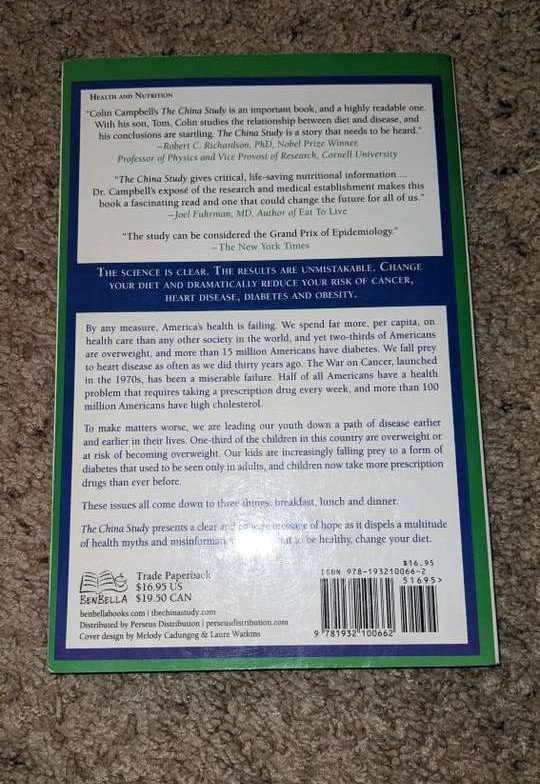 HEALTH AND NUTRITION
"Colin Campbell's The China Study is an important book, and a highly readable one.
With his son, Tom, Colin studies the relationship between diet and disease, and
his conclusions are startling. The China Study is a story that needs to be heard."
—Robert C. Richardson, PhD, Nobel Prize Winner,
Professor of Physics and Vice Provost of Research, Cornell University
"The China Study gives critical, life-saving nutritional information ...
Dr. Campbell's exposé of the research and medical establishment makes this
book a fascinating read and one that could change the future for all of us."
—Joel Fuhrman, MD, Author of Eat To Live
"The study can be considered the Grand Prix of Epidemiology."
—The New York Times
THE SCIENCE IS CLEAR. THE RESULTS ARE UNMISTAKABLE. CHANGE
YOUR DIET AND DRAMATICALLY REDUCE YOUR RISK OF CANCER,
HEART DISEASE, DIABETES AND OBESITY.
By any measure, America's health is failing. We spend far more, per capita, on
health care than any other society in the world, and yet two-thirds of Americans
are overweight, and more than 15 million Americans have diabetes. We fall prey
to heart disease as often as we did thirty years ago. The War on Cancer, launched
in the 1970s, has been a miserable failure. Half of all Americans have a health
problem that requires taking a prescription drug every week, and more than 100
million Americans have high cholesterol.
To make matters worse, we are leading our youth down a path of disease earlier
and earlier in their lives. One-third of the children in this country are overweight or
at risk of becoming overweight. Our kids are increasingly falling prey to a form of
diabetes that used to be seen only in adults, and children now take more prescription
drugs than ever before.
These issues all come down to three things: breakfast, lunch and dinner.
The China Study presents a clear and message of hope as it dispels a multitude
of health myths and to be healthy, change your diet.
BENBELLA
Trade Paperback
$16.95 US
$19.50 CAN
benbellabooks.com | thechinastudy.com
Distributed by Perseus Distribution | perseusdistribution.com
Cover design by Melody Cadungog & Laura Watkins
$16.95
ISBN 978-193210066-2
51695>
9 781932 100662